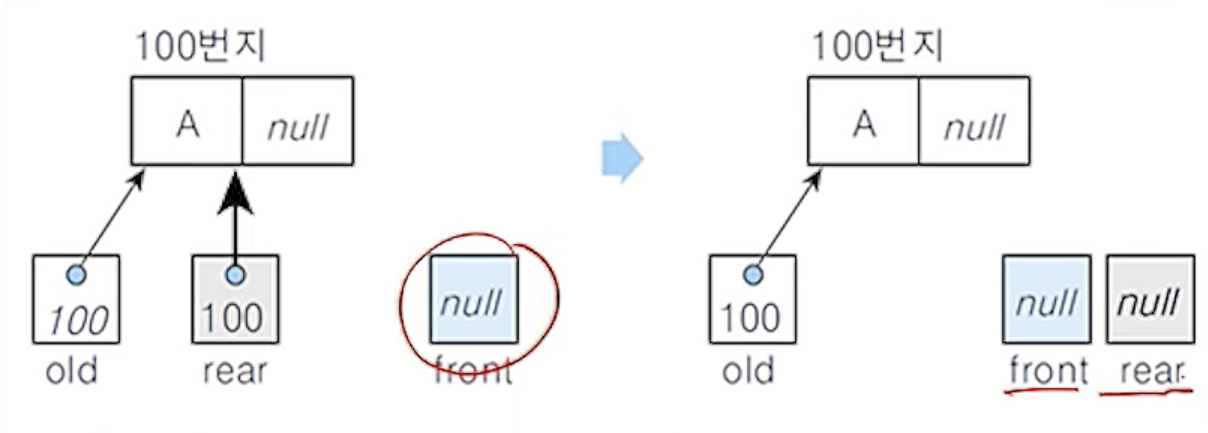 100번지 100번지
A null A null
100 100 null 100 null null
old rear front old front rear